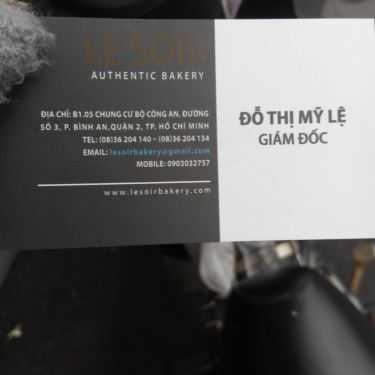 LESOIR
AUTHENTIC BAKERY
ĐỊA CHỈ: B1.05 CHUNG CƯ BỘ CÔNG AN, ĐƯỜNG
SỐ 3, P. BÌNH AN,QUẬN 2, TP. HỒ CHÍ MINH
TEL: (08)36 204 140 – (08)36 204 134
EMAIL: lesoirbakery@gmail.com
MOBILE: 0903032757
www.lesoirbakery.com
ĐỖ THỊ MỸ LỆ
GIÁM ĐỐC